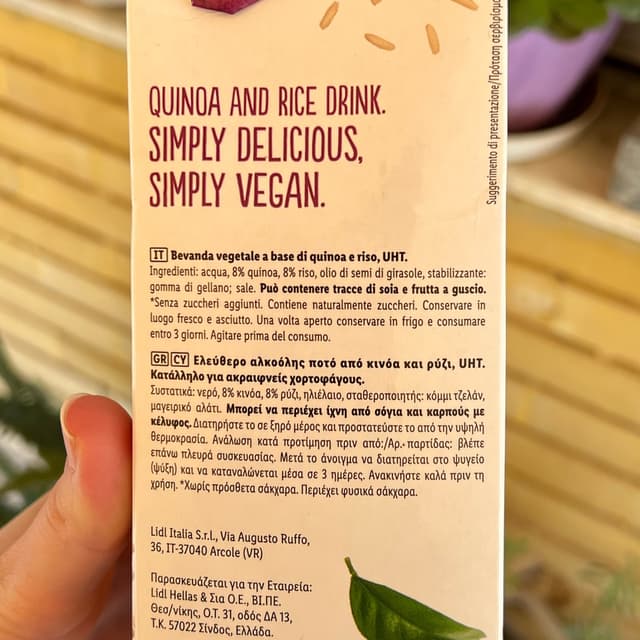 QUINOA AND RICE DRINK.
SIMPLY DELICIOUS,
SIMPLY VEGAN.
IT Bevanda vegetale a base di quinoa e riso, UHT.
Ingredienti: acqua, 8% quinoa, 8% riso, olio di semi di girasole, stabilizzante:
gomma di gellano; sale. Può contenere tracce di soia e frutta a guscio.
*Senza zuccheri aggiunti. Contiene naturalmente zuccheri. Conservare in
luogo fresco e asciutto. Una volta aperto conservare in frigo e consumare
entro 3 giorni. Agitare prima del consumo.
GR CY Ελεύθερο αλκοόλης ποτό από κινόα και ρύζι, UHT.
Κατάλληλο για ακραιφνείς χορτοφάγους.
Συστατικά: νερό, 8% κινόα, 8% ρύζι, ηλιέλαιο, σταθεροποιητής: κόμμι τζελάν,
μαγειρικό αλάτι. Μπορεί να περιέχει ίχνη από σόγια και καρπούς με
κέλυφος. Διατηρήστε το σε ξηρό μέρος και προστατεύστε το από την υψηλή
θερμοκρασία. Ανάλωση κατά προτίμηση πριν από:/Αρ. παρτίδας: βλέπε
επάνω πλευρά συσκευασίας. Μετά το άνοιγμα να διατηρείται στο ψυγείο
(ψύξη) και να καταναλώνεται μέσα σε 3 ημέρες. Ανακινήστε καλά πριν τη
χρήση. *Χωρίς πρόσθετα σάκχαρα. Περιέχει φυσικά σάκχαρα.
Lidl Italia S.r.l., Via Augusto Ruffo,
36, IT-37040 Arcole (VR)
Παρασκευάζεται για την Εταιρεία:
Lidl Hellas & Σια Ο.Ε., ΒΙ.ΠΕ.
Θεσ/νίκης, Ο.Τ. 31, οδός ΔΑ 13,
Τ.Κ. 57022 Σίνδος, Ελλάδα.
Suggerimento di presentazione/Πρόταση σερβιρίσματος